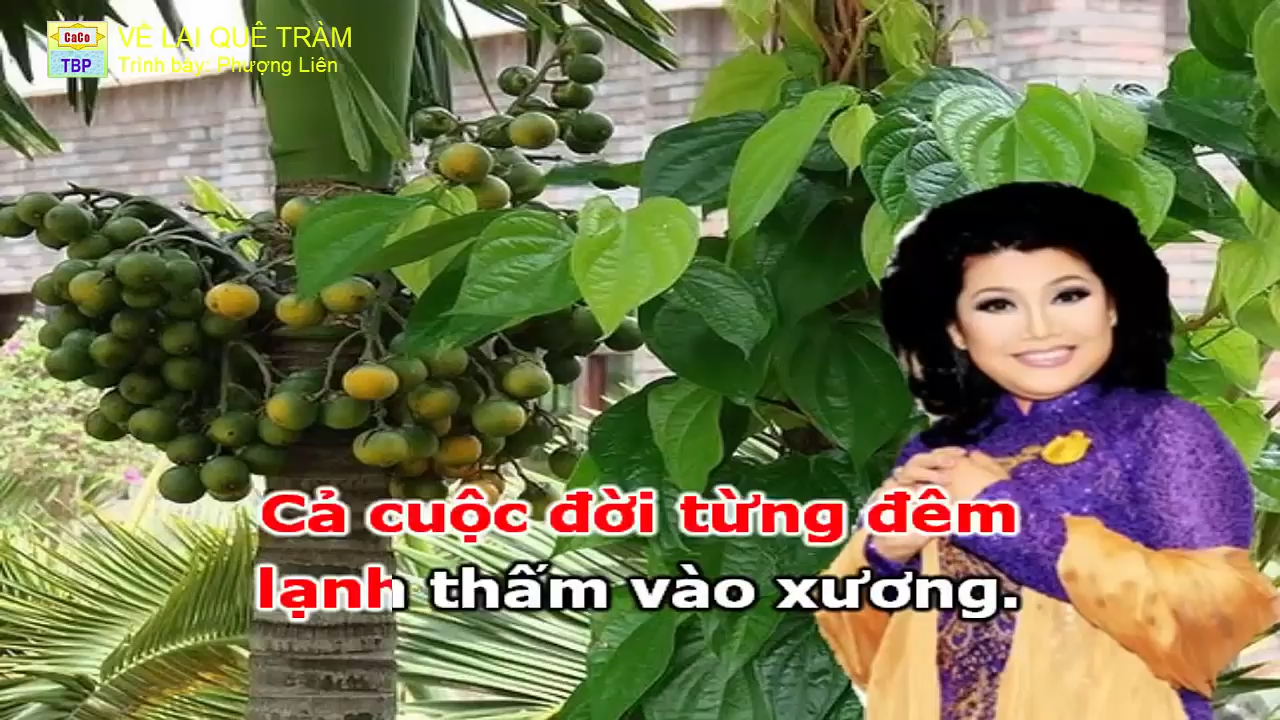 CaCo
TBP
VỀ LẠI QUÊ TRÀM
Trình bày: Phượng Liên
Cả cuộc đời từng đêm
lạnh thấm vào xương.